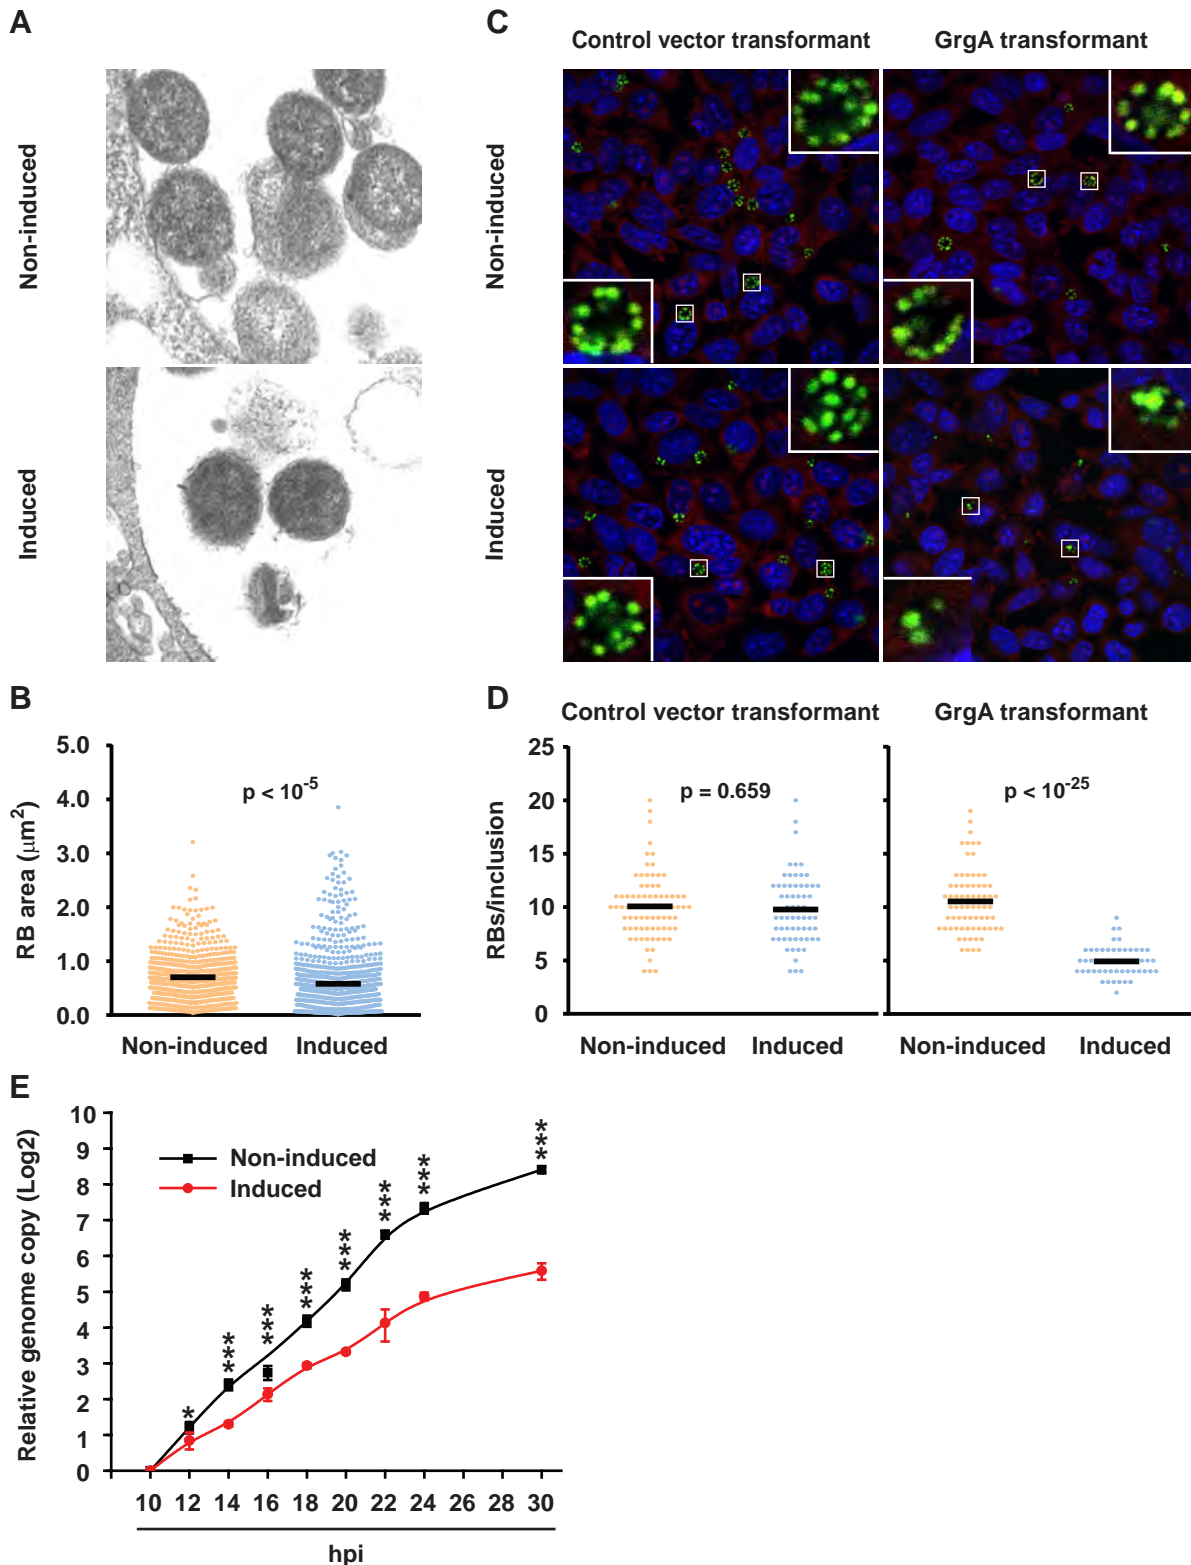 A
Non-induced
Induced
C
Control vector transformant
GrgA transformant
Non-induced
Induced
B
RB area (μm²)
5.0
4.0
3.0
2.0
1.0
0.0
p < 10⁻⁵
Non-induced
Induced
D
Control vector transformant
GrgA transformant
RBs/inclusion
25
20
15
10
5
0
p = 0.659
p < 10⁻²⁵
Non-induced
Induced
Non-induced
Induced
E
Relative genome copy (Log2)
10
9
8
7
6
5
4
3
2
1
0
Non-induced
Induced
*
***
***
***
***
***
***
***
10 12 14 16 18 20 22 24 26 28 30
hpi